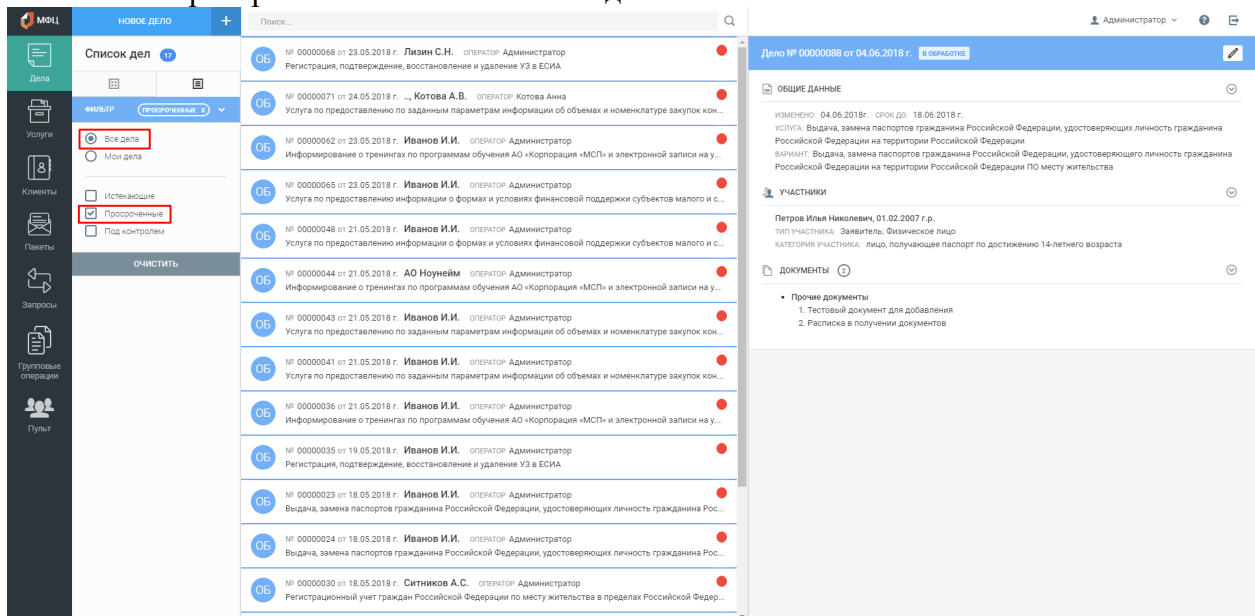 МФЦ
НОВОЕ ДЕЛО +
Поиск...
Администратор
Дела
Услуги
Клиенты
Пакеты
Запросы
Групповые
операции
Пульт
Список дел 17
ФИЛЬТР ПРОСРОЧЕННЫЕ X
Все дела
Мои дела
Истекающие
Просроченные
Под контролем
ОЧИСТИТЬ
ОБ № 00000068 от 23.05.2018 г. Лизин С.Н. ОПЕРАТОР Администратор
Регистрация, подтверждение, восстановление и удаление УЗ в ЕСИА
ОБ № 00000071 от 24.05.2018 г. .., Котова А.В. ОПЕРАТОР Котова Анна
Услуга по предоставлению по заданным параметрам информации об объемах и номенклатуре закупок кон...
ОБ № 00000062 от 23.05.2018 г. Иванов И.И. ОПЕРАТОР Администратор
Информирование о тренингах по программам обучения АО «Корпорация «МСП» и электронной записи на у...
ОБ № 00000065 от 23.05.2018 г. Иванов И.И. ОПЕРАТОР Администратор
Услуга по предоставлению информации о формах и условиях финансовой поддержки субъектов малого и с...
ОБ № 00000048 от 21.05.2018 г. Иванов И.И. ОПЕРАТОР Администратор
Услуга по предоставлению информации о формах и условиях финансовой поддержки субъектов малого и с...
ОБ № 00000044 от 21.05.2018 г. АО Ноунейм ОПЕРАТОР Администратор
Информирование о тренингах по программам обучения АО «Корпорация «МСП» и электронной записи на у...
ОБ № 00000043 от 21.05.2018 г. Иванов И.И. ОПЕРАТОР Администратор
Услуга по предоставлению по заданным параметрам информации об объемах и номенклатуре закупок кон...
ОБ № 00000041 от 21.05.2018 г. Иванов И.И. ОПЕРАТОР Администратор
Услуга по предоставлению по заданным параметрам информации об объемах и номенклатуре закупок кон...
ОБ № 00000036 от 21.05.2018 г. Иванов И.И. ОПЕРАТОР Администратор
Информирование о тренингах по программам обучения АО «Корпорация «МСП» и электронной записи на у...
ОБ № 00000035 от 19.05.2018 г. Иванов И.И. ОПЕРАТОР Администратор
Регистрация, подтверждение, восстановление и удаление УЗ в ЕСИА
ОБ № 00000023 от 18.05.2018 г. Иванов И.И. ОПЕРАТОР Администратор
Выдача, замена паспортов гражданина Российской Федерации, удостоверяющих личность гражданина Рос...
ОБ № 00000024 от 18.05.2018 г. Иванов И.И. ОПЕРАТОР Администратор
Выдача, замена паспортов гражданина Российской Федерации, удостоверяющих личность гражданина Рос...
ОБ № 00000030 от 18.05.2018 г. Ситников А.С. ОПЕРАТОР Администратор
Регистрационный учет граждан Российской Федерации по месту жительства в пределах Российской Федер...
Дело № 00000088 от 04.06.2018 г. В ОБРАБОТКЕ
ОБЩИЕ ДАННЫЕ
ИЗМЕНЕНО: 04.06.2018г. СРОК ДО: 18.06.2018 г.
УСЛУГА: Выдача, замена паспортов гражданина Российской Федерации, удостоверяющих личность гражданина
Российской Федерации на территории Российской Федерации
ВАРИАНТ: Выдача, замена паспортов гражданина Российской Федерации, удостоверяющего личность гражданина
Российской Федерации на территории Российской Федерации ПО месту жительства
УЧАСТНИКИ
Петров Илья Николевич, 01.02.2007 г.р.
ТИП УЧАСТНИКА: Заявитель: Физическое лицо
КАТЕГОРИЯ УЧАСТНИКА: лицо, получающее паспорт по достижению 14-летнего возраста
ДОКУМЕНТЫ 2
• Прочие документы
1. Тестовый документ для добавления
2. Расписка в получении документов